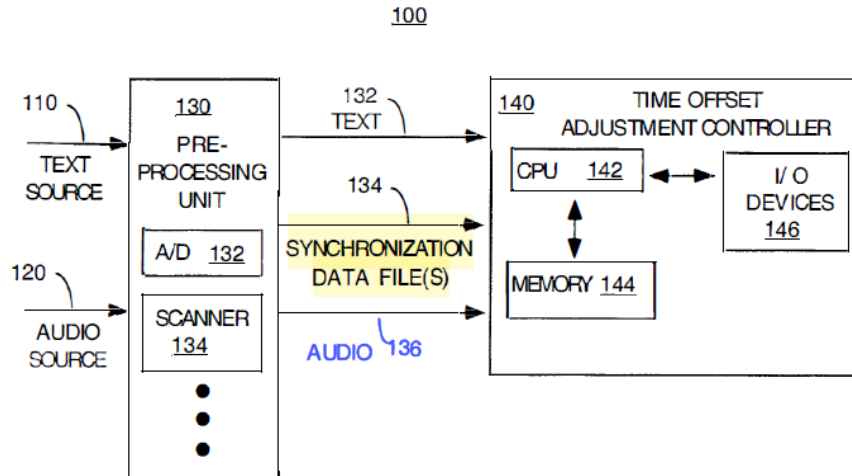 100
110
TEXT
SOURCE
120
AUDIO
SOURCE
130
PRE-
PROCESSING
UNIT
A/D 132
SCANNER
134
132
TEXT
134
SYNCHRONIZATION
DATA FILE(S)
AUDIO 136
140 TIME OFFSET
ADJUSTMENT CONTROLLER
CPU 142
MEMORY 144
I/O
DEVICES
146